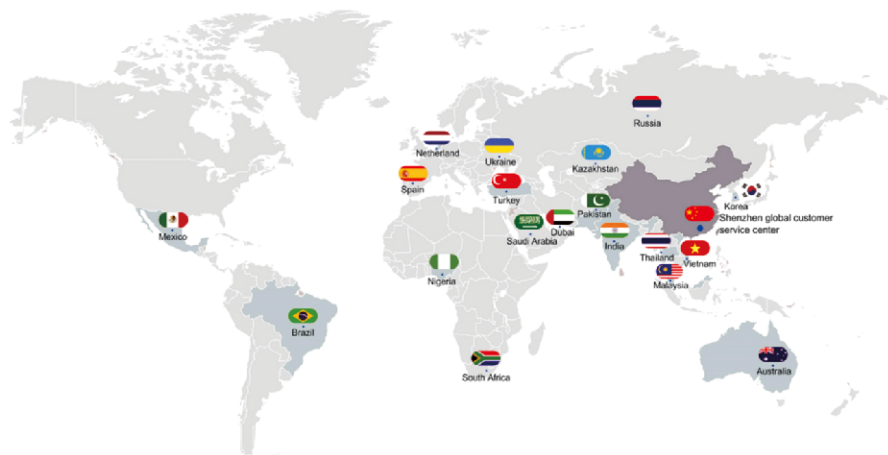 Russia
Netherland
Ukraine
Kazakhstan
Spain
Turkey
Pakistan
Korea
Shenzhen global customer
service center
Mexico
Saudi Arabia
Dubai
India
Thailand
Vietnam
Nigeria
Malaysia
Brazil
South Africa
Australia